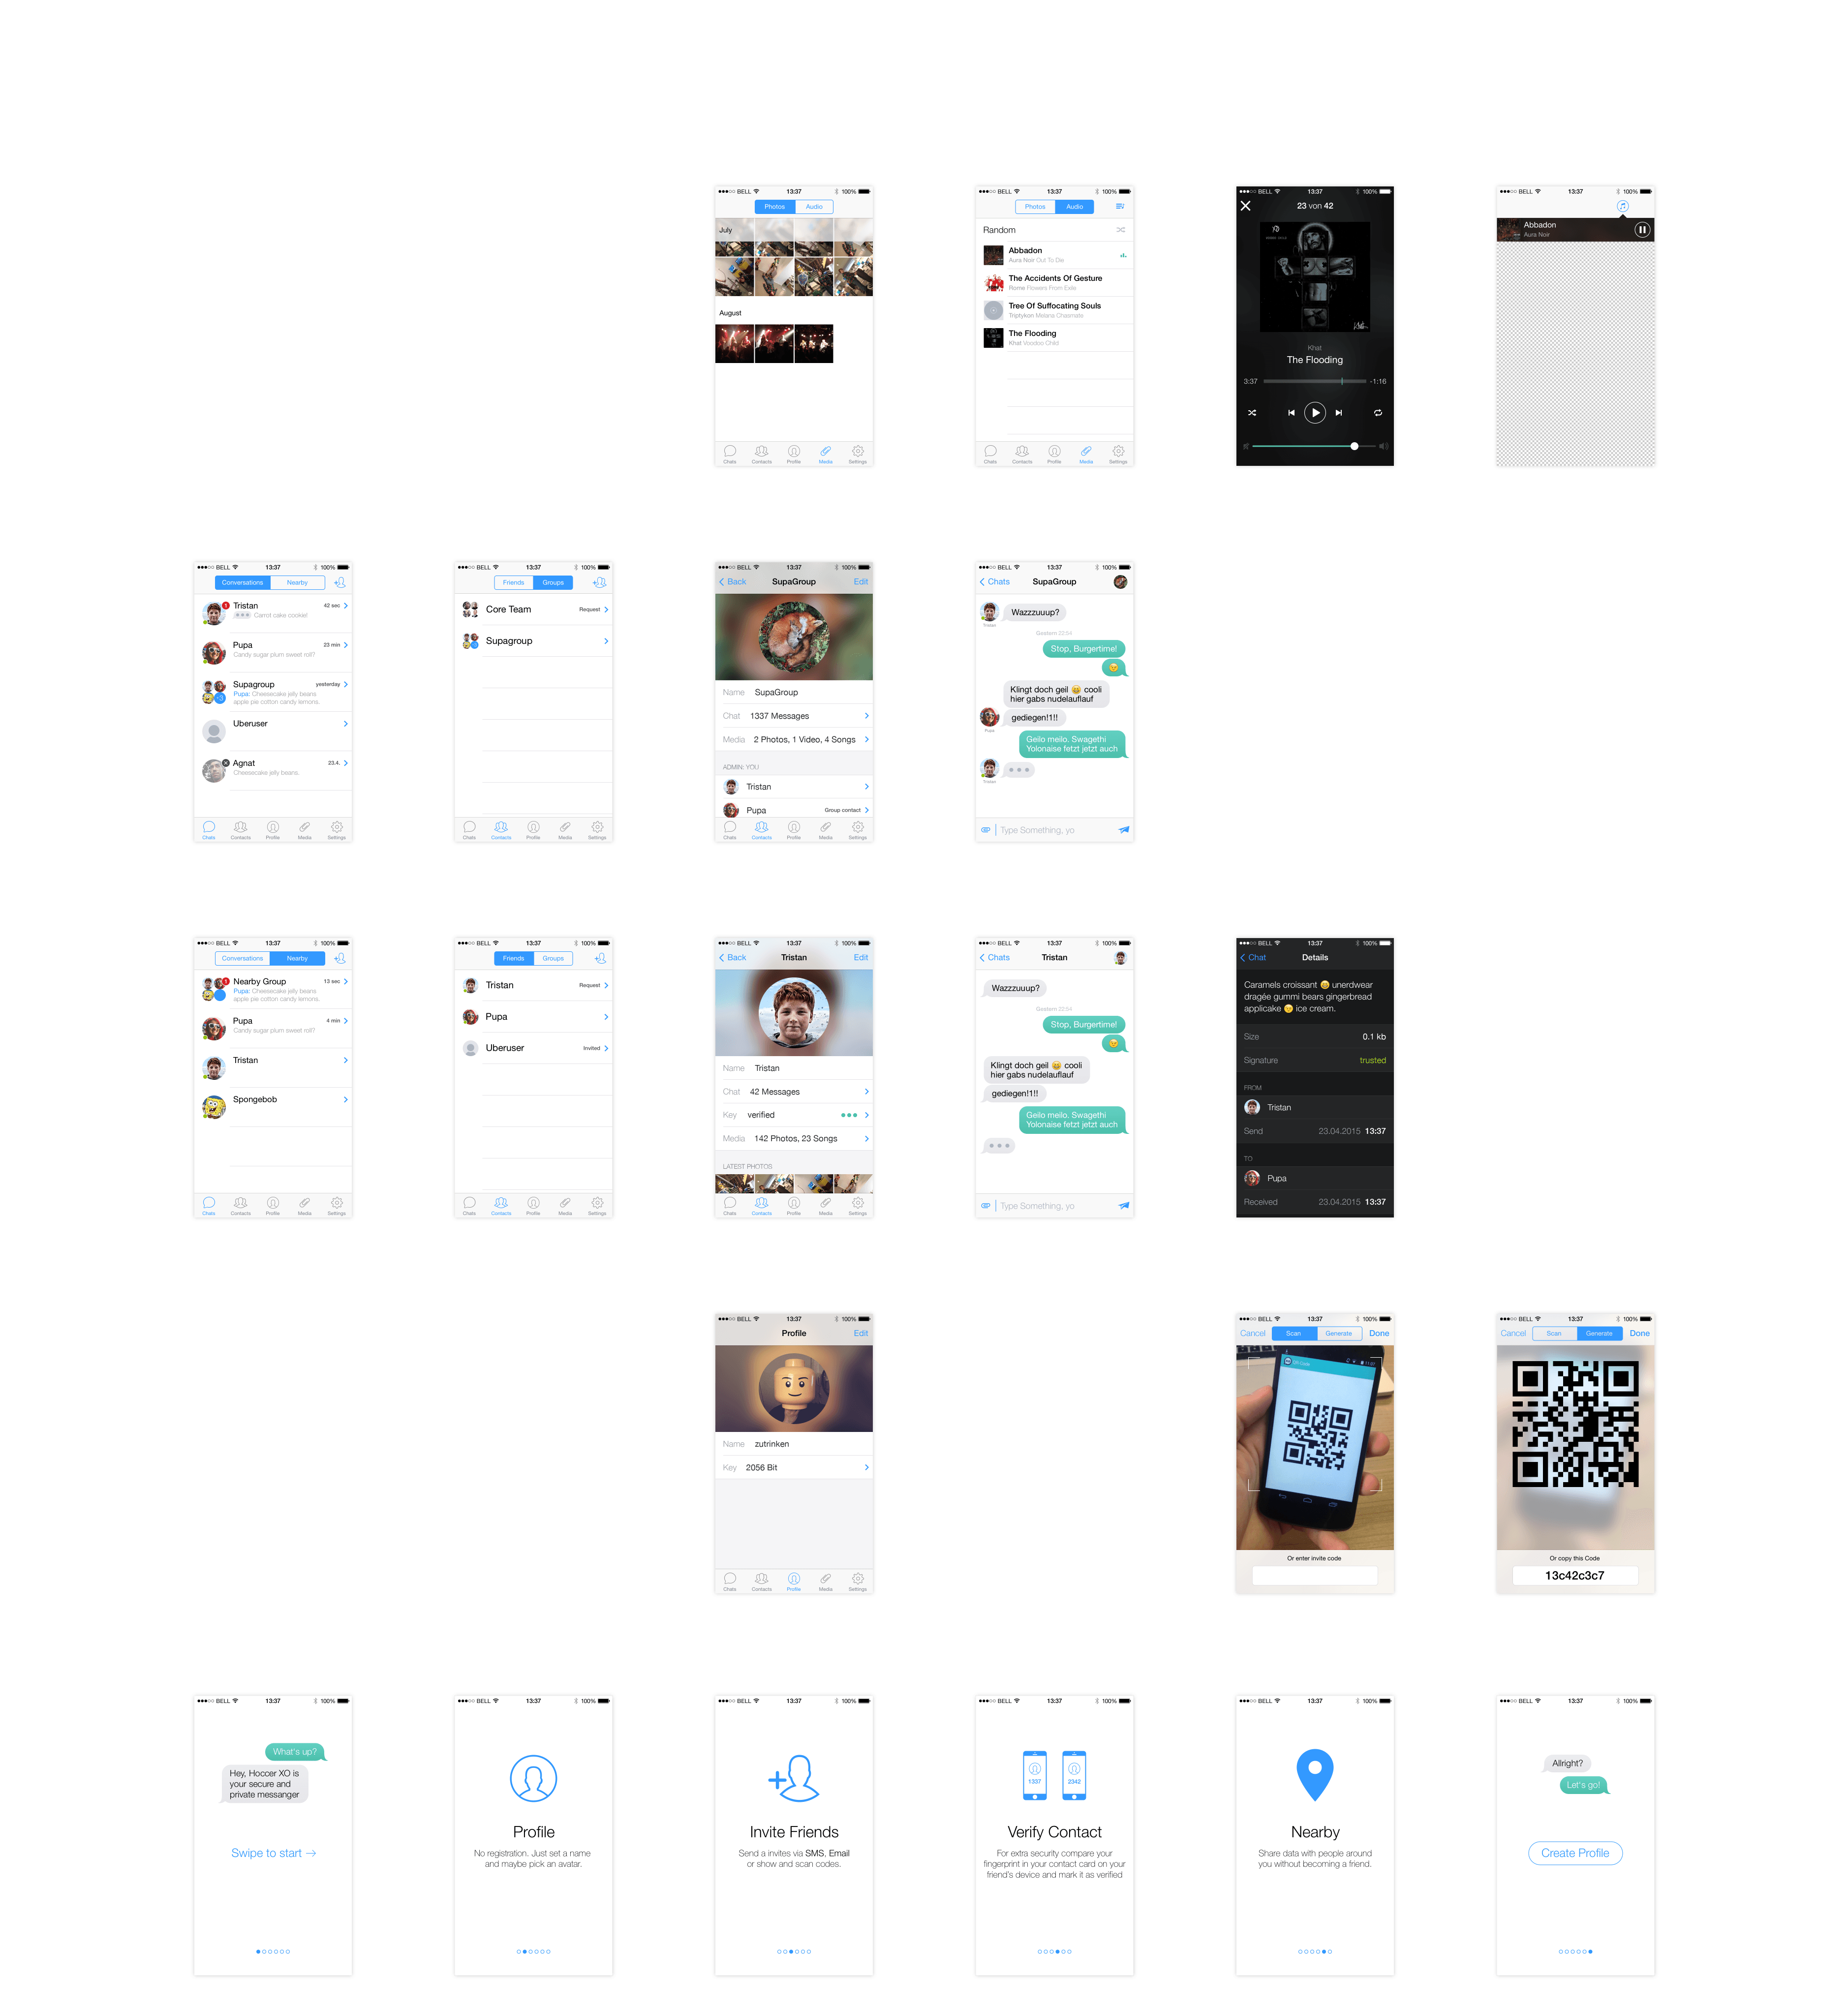 BELL 13:37 100%
Photos Audio
July
August
Chats Contacts Profile Media Settings
BELL 13:37 100%
Photos Audio
Random
Abbadon
Aura Noir Out To Die
The Accidents Of Gesture
Rome Flowers From Exile
Tree Of Suffocating Souls
Triptykon Melana Chasmate
The Flooding
Khat Voodoo Child
Chats Contacts Profile Media Settings
BELL 13:37 100%
23 von 42
Khat
The Flooding
3:37 -1:16
BELL 13:37 100%
Abbadon
Aura Noir
BELL 13:37 100%
Conversations Nearby
1 Tristan 42 sec
Carrot cake cookie!
Pupa 23 min
Candy sugar plum sweet roll?
Supagroup yesterday
Pupa: Cheesecake jelly beans
apple pie cotton candy lemons.
Uberuser
Agnat 23.4.
Cheesecake jelly beans.
Chats Contacts Profile Media Settings
BELL 13:37 100%
Friends Groups
Core Team Request
Supagroup
Chats Contacts Profile Media Settings
BELL 13:37 100%
Back SupaGroup Edit
Name SupaGroup
Chat 1337 Messages
Media 2 Photos, 1 Video, 4 Songs
ADMIN: YOU
Tristan
Pupa Group contact
Chats Contacts Profile Media Settings
BELL 13:37 100%
Chats SupaGroup
Wazzzuuup?
Tristan
Gestern 22:54
Stop, Burgertime!
Klingt doch geil 😁 cooli
hier gabs nudelauflauf
gediegen!1!!
Pupa
Geilo meilo. Swagethi
Yolonaise fetzt jetzt auch
Tristan
Type Something, yo
BELL 13:37 100%
Conversations Nearby
1 Nearby Group 13 sec
Pupa: Cheesecake jelly beans
apple pie cotton candy lemons.
Pupa 4 min
Candy sugar plum sweet roll?
Tristan
Spongebob
Chats Contacts Profile Media Settings
BELL 13:37 100%
Friends Groups
Tristan Request
Pupa
Uberuser Invited
Chats Contacts Profile Media Settings
BELL 13:37 100%
Back Tristan Edit
Name Tristan
Chat 42 Messages
Key verified
Media 142 Photos, 23 Songs
LATEST PHOTOS
Chats Contacts Profile Media Settings
BELL 13:37 100%
Chats Tristan
Wazzzuuup?
Gestern 22:54
Stop, Burgertime!
Klingt doch geil 😁 cooli
hier gabs nudelauflauf
gediegen!1!!
Geilo meilo. Swagethi
Yolonaise fetzt jetzt auch
Type Something, yo
BELL 13:37 100%
Chat Details
Caramels croissant 😁 unerdwear
dragée gummi bears gingerbread
applicake 😉 ice cream.
Size 0.1 kb
Signature trusted
FROM
Tristan
Send 23.04.2015 13:37
TO
Pupa
Received 23.04.2015 13:37
BELL 13:37 100%
Profile Edit
Name zutrinken
Key 2056 Bit
Chats Contacts Profile Media Settings
BELL 13:37 100%
Cancel Scan Generate Done
Or enter invite code
BELL 13:37 100%
Cancel Scan Generate Done
Or copy this Code
13c42c3c7
BELL 13:37 100%
What's up?
Hey, Hoccer XO is
your secure and
private messanger
Swipe to start →
BELL 13:37 100%
Profile
No registration. Just set a name
and maybe pick an avatar.
BELL 13:37 100%
Invite Friends
Send a invites via SMS, Email
or show and scan codes.
BELL 13:37 100%
1337 2342
Verify Contact
For extra security compare your
fingerprint in your contact card on your
friend's device and mark it as verified
BELL 13:37 100%
Nearby
Share data with people around
you without becoming a friend.
BELL 13:37 100%
Allright?
Let's go!
Create Profile